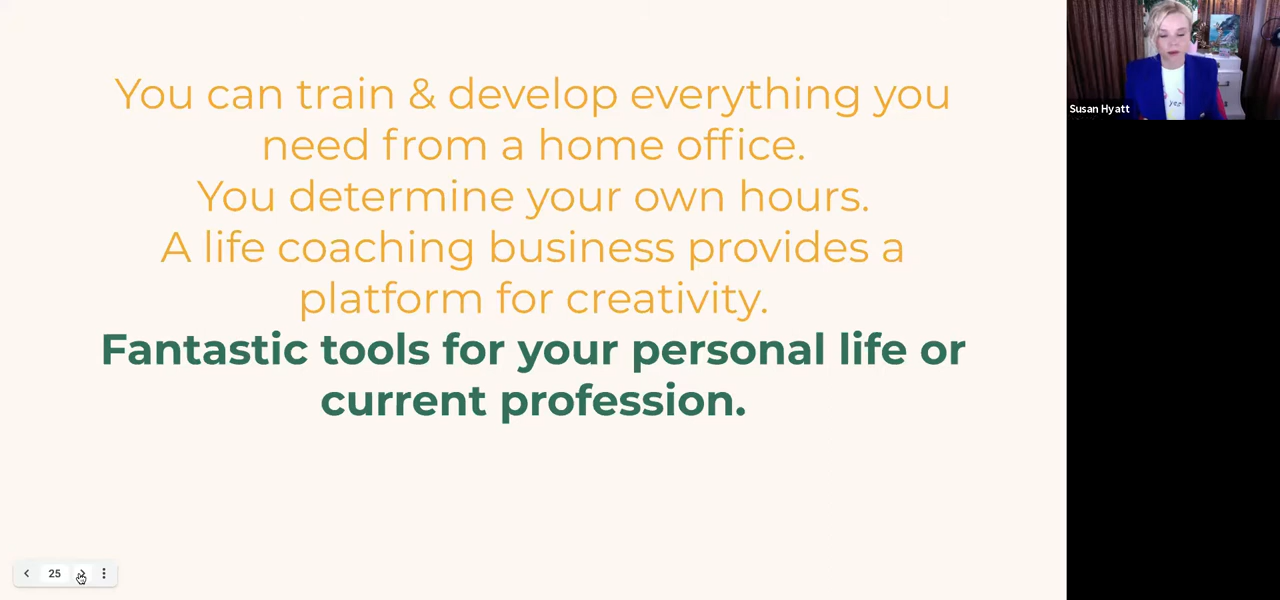 You can train & develop everything you
need from a home office.
You determine your own hours.
A life coaching business provides a
platform for creativity.
Fantastic tools for your personal life or
current profession.
Susan Hyatt
25